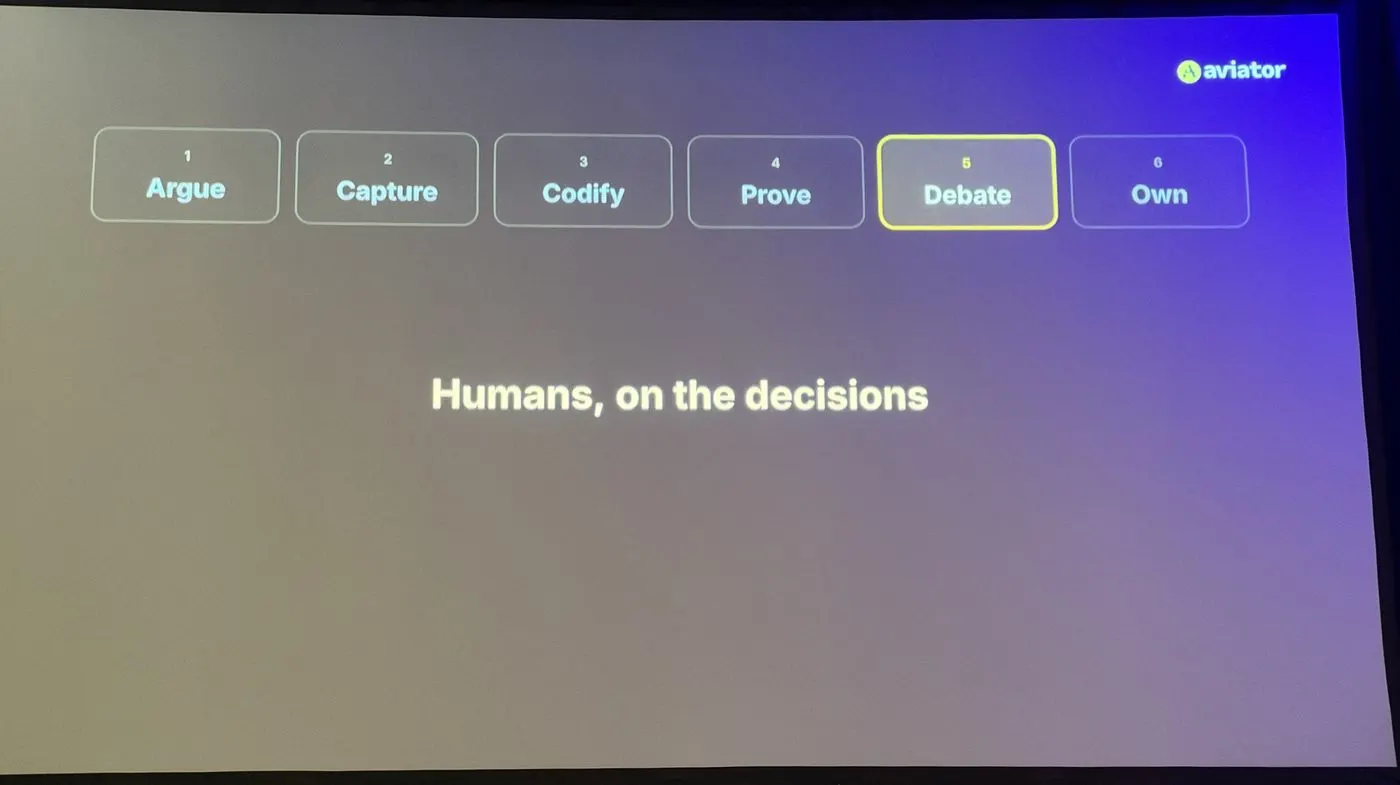 aviator
1
Argue
2
Capture
3
Codify
4
Prove
5
Debate
6
Own
Humans, on the decisions